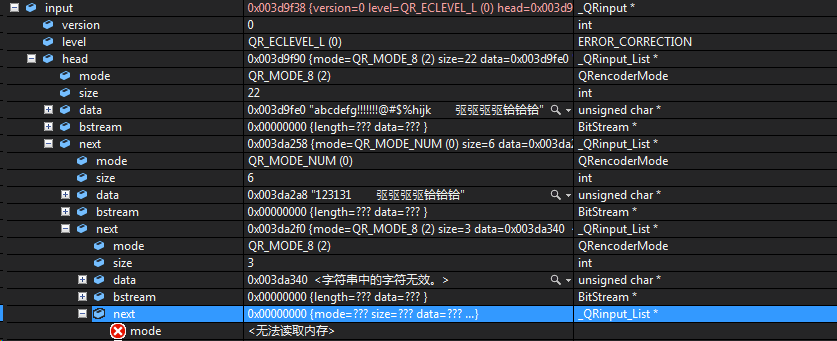 input 0x003d9f38 {version=0 level=QR_ECLEVEL_L (0) head=0x003d9 _QRinput *
version 0 int
level QR_ECLEVEL_L (0) ERROR_CORRECTION
head 0x003d9f90 {mode=QR_MODE_8 (2) size=22 data=0x003d9fe0 _QRinput_List *
mode QR_MODE_8 (2) QRencoderMode
size 22 int
data 0x003d9fe0 "abcdefg!!!!!!!@#$%hijk 驱驱驱驱铪铪铪" unsigned char *
bstream 0x00000000 {length=??? data=??? } BitStream *
next 0x003da258 {mode=QR_MODE_NUM (0) size=6 data=0x003da2 _QRinput_List *
mode QR_MODE_NUM (0) QRencoderMode
size 6 int
data 0x003da2a8 "123131 驱驱驱驱铪铪铪" unsigned char *
bstream 0x00000000 {length=??? data=??? } BitStream *
next 0x003da2f0 {mode=QR_MODE_8 (2) size=3 data=0x003da340 _QRinput_List *
mode QR_MODE_8 (2) QRencoderMode
size 3 int
data 0x003da340 <字符串中的字符无效。> unsigned char *
bstream 0x00000000 {length=??? data=??? } BitStream *
next 0x00000000 {mode=??? size=??? data=??? ...} _QRinput_List *
mode <无法读取内存>